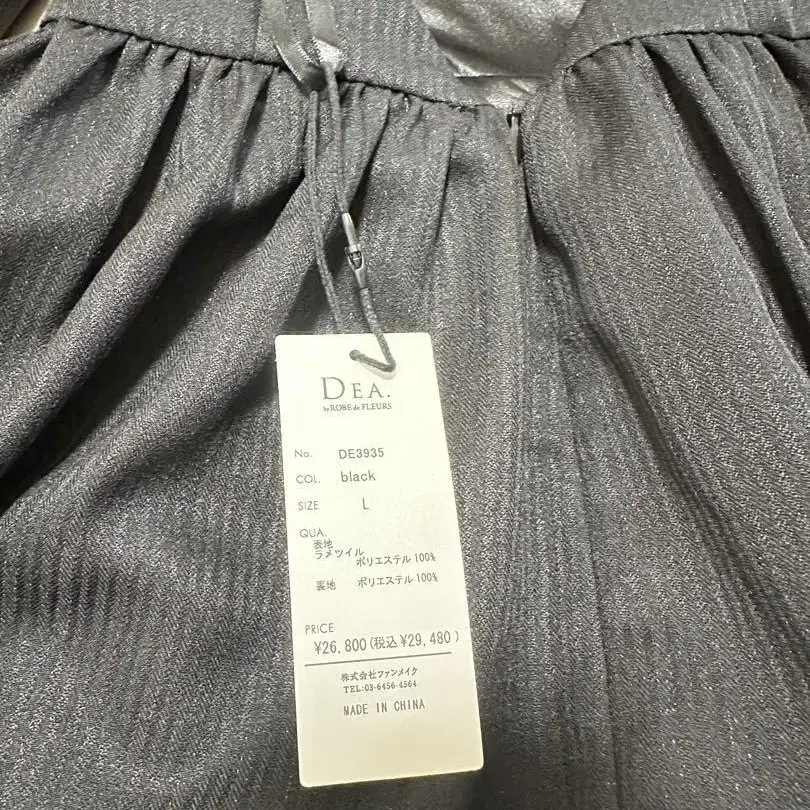 DEA.
by ROBE de FLEURS
No. DE3935
COL. black
SIZE L
QUA.
表地
ラメツイル
ポリエステル 100%
裏地 ポリエステル 100%
PRICE
¥26,800(税込¥29,480)
株式会社ファンメイク
TEL:03-6456-4564
MADE IN CHINA